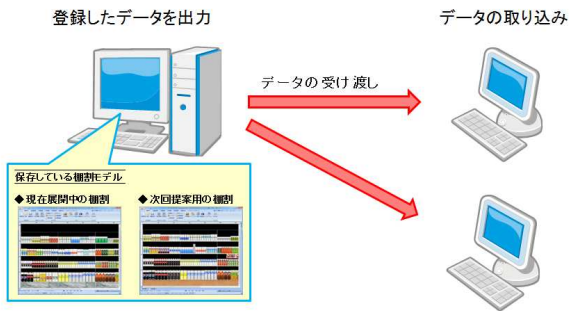 登録したデータを出力
データの取り込み
データの受け渡し
保存している棚割モデル
◆現在展開中の棚割
◆次回提案用の棚割